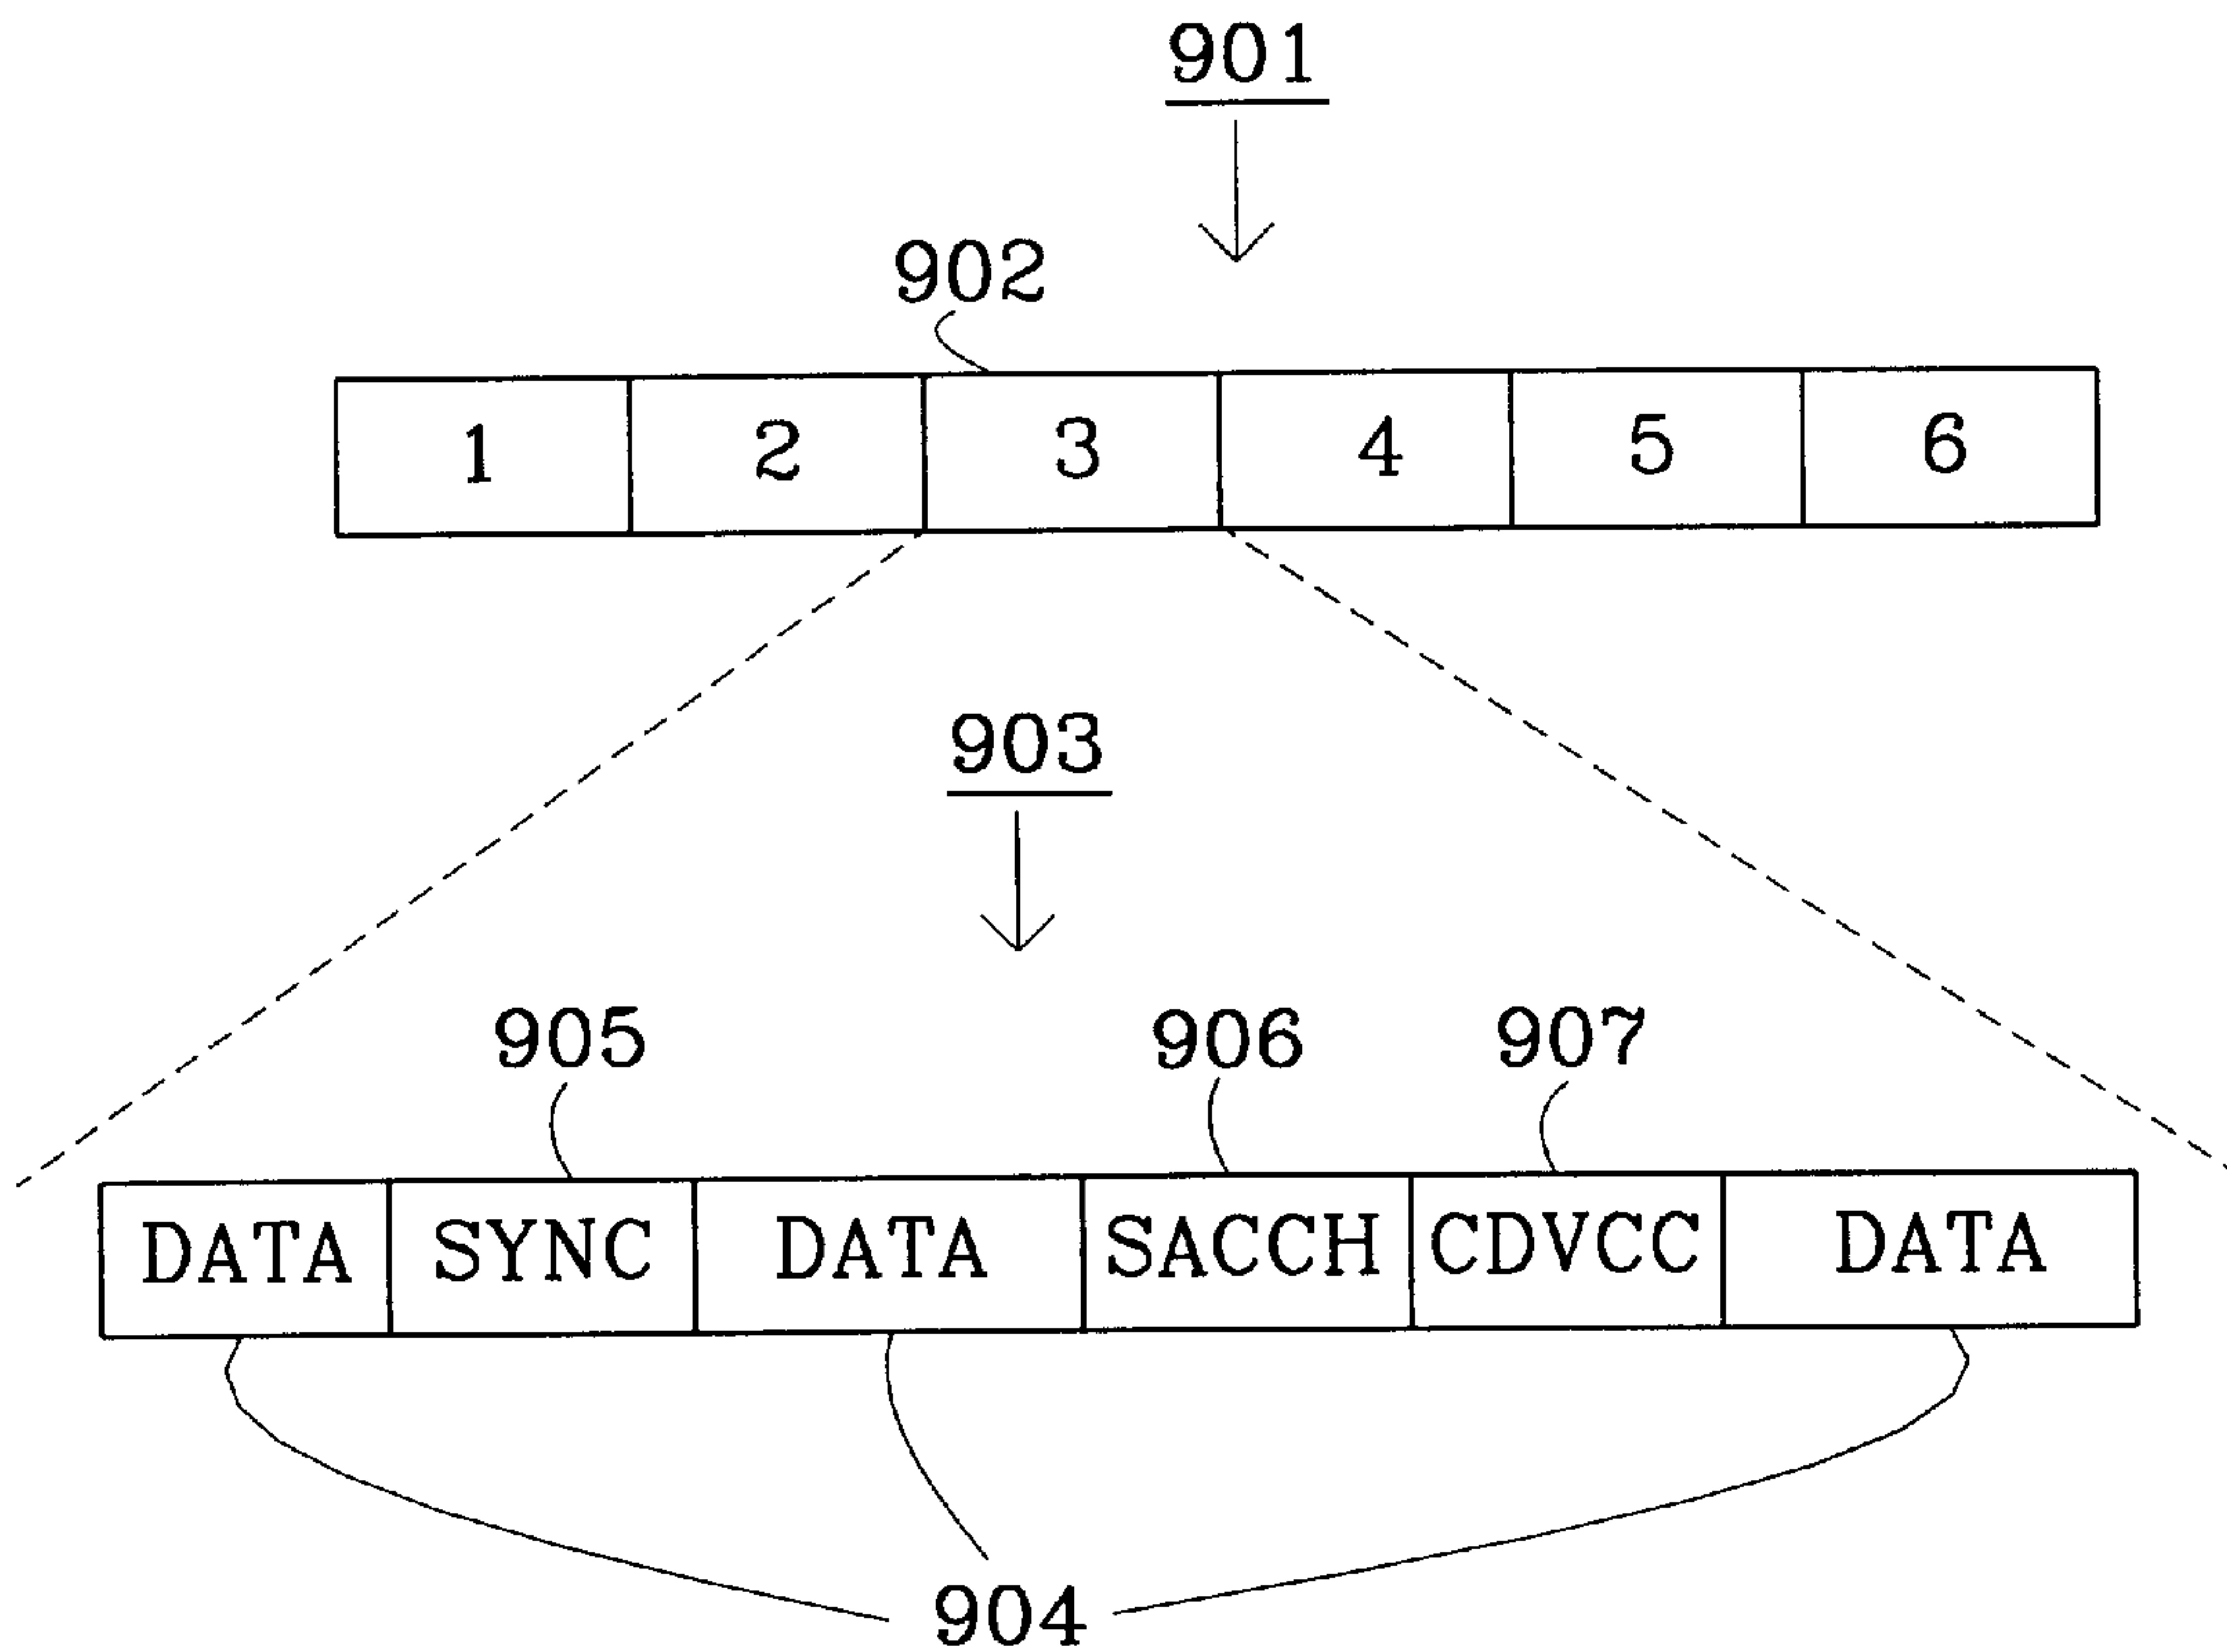 901
902
1 2 3 4 5 6
903
905 906 907
DATA SYNC DATA SACCH CDVCC DATA
904